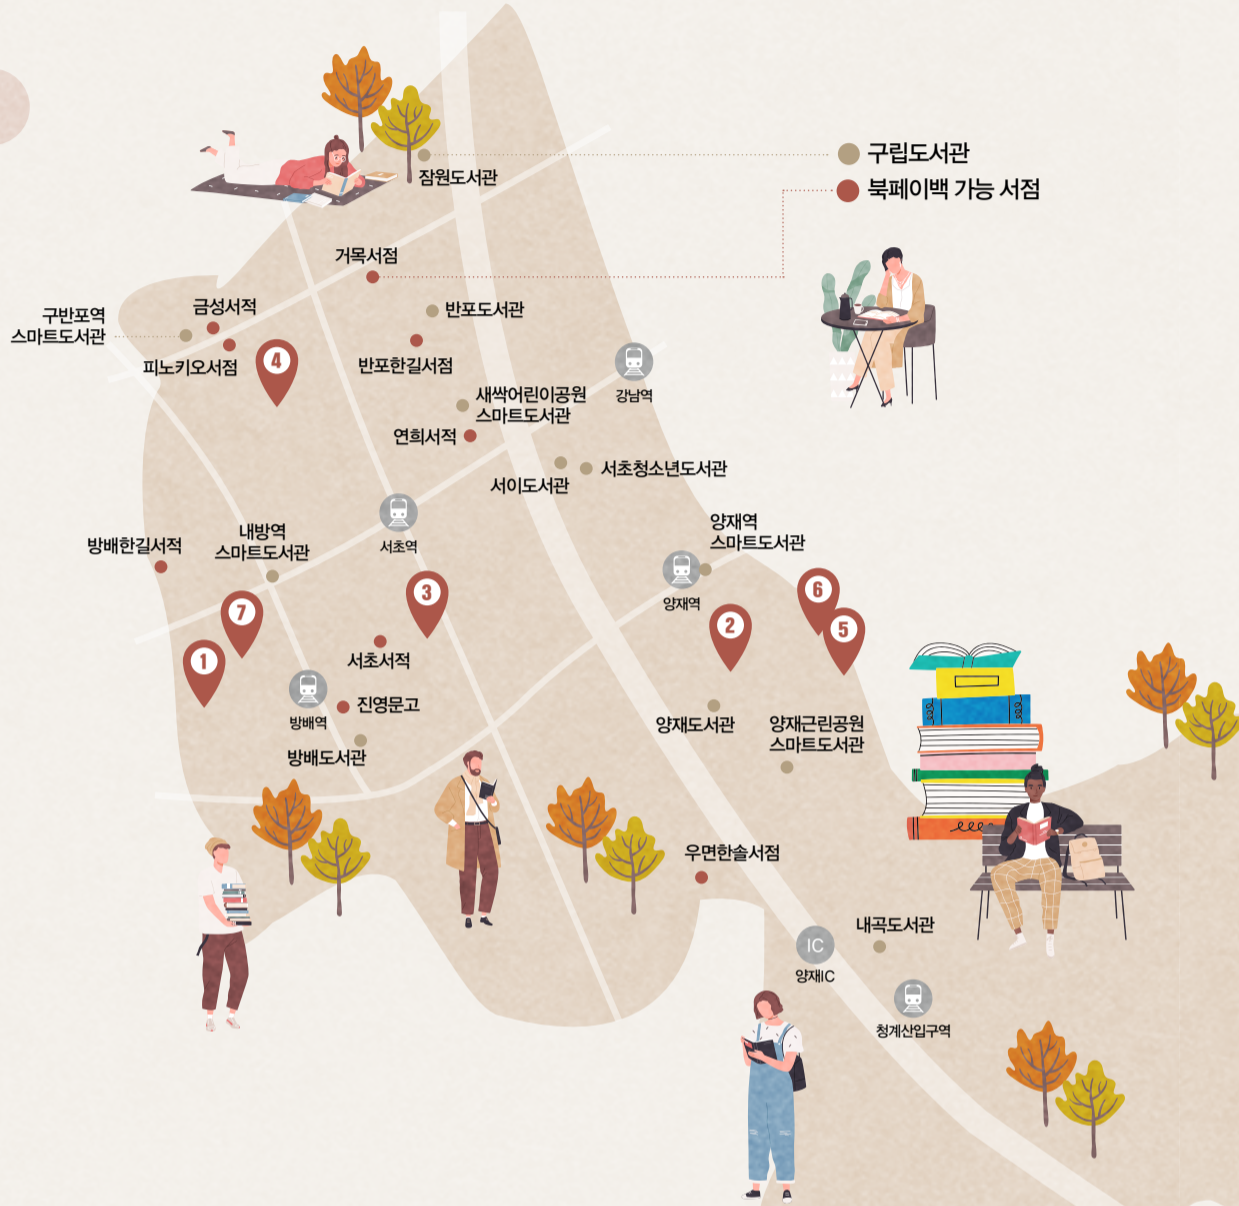 구립도서관
북페이백 가능 서점
잠원도서관
거목서점
금성서적
구반포역
스마트도서관
피노키오서점
반포도서관
반포한길서점
4
강남역
새싹어린이공원
스마트도서관
연희서적
서이도서관
서초청소년도서관
서초역
양재역
스마트도서관
양재역
방배한길서적
내방역
스마트도서관
7
3
6
2
5
1
서초서적
방배역
진영문고
방배도서관
양재도서관
양재근린공원
스마트도서관
우면한솔서점
내곡도서관
IC
양재IC
청계산입구역